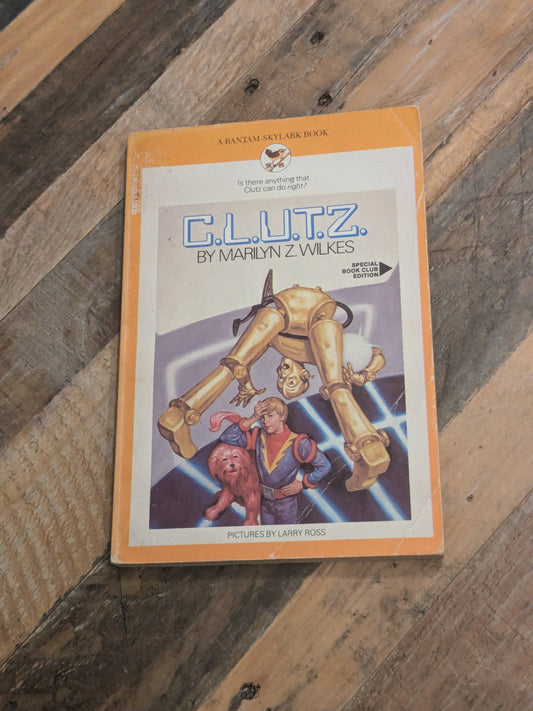 A BANTAM-SKYLARK BOOK
Is there anything that
Clutz can do right?
C.L.U.T.Z.
BY MARILYN Z. WILKES
SPECIAL
BOOK CLUB
EDITION
PICTURES BY LARRY ROSS